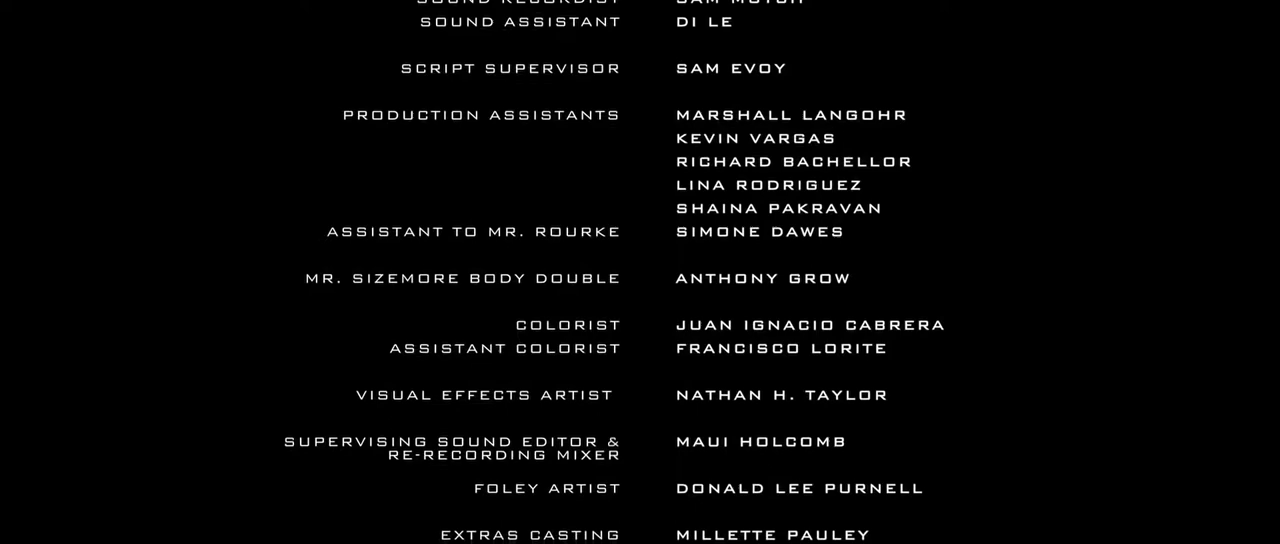 SOUND RECORDIST
SOUND ASSISTANT DI LE
SCRIPT SUPERVISOR SAM EVOY
PRODUCTION ASSISTANTS MARSHALL LANGOHR
KEVIN VARGAS
RICHARD BACHELLOR
LINA RODRIGUEZ
SHAINA PAKRAVAN
ASSISTANT TO MR. ROURKE SIMONE DAWES
MR. SIZEMORE BODY DOUBLE ANTHONY GROW
COLORIST JUAN IGNACIO CABRERA
ASSISTANT COLORIST FRANCISCO LORITE
VISUAL EFFECTS ARTIST NATHAN H. TAYLOR
SUPERVISING SOUND EDITOR & MAUI HOLCOMB
RE-RECORDING MIXER
FOLEY ARTIST DONALD LEE PURNELL
EXTRAS CASTING MILLETTE PAULEY